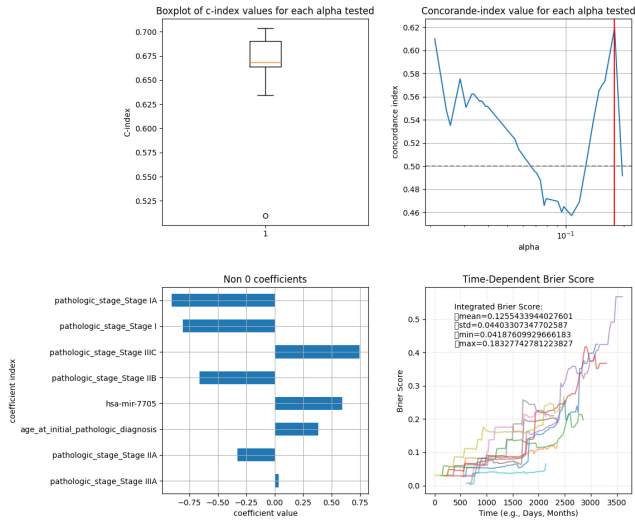 Boxplot of c-index values for each alpha tested
0.700
0.675
0.650
0.625
0.600
0.575
0.550
0.525
C-index
1
Concorande-index value for each alpha tested
0.62
0.60
0.58
0.56
0.54
0.52
0.50
0.48
0.46
concordance index
10⁻¹
alpha
Non 0 coefficients
pathologic_stage_Stage IA
pathologic_stage_Stage I
pathologic_stage_Stage IIIC
pathologic_stage_Stage IIB
hsa-mir-7705
age_at_initial_pathologic_diagnosis
pathologic_stage_Stage IIA
pathologic_stage_Stage IIIA
coefficient index
−0.75 −0.50 −0.25 0.00 0.25 0.50 0.75
coefficient value
Time-Dependent Brier Score
Integrated Brier Score:
▯mean=0.1255433944027601
▯std=0.04403307347702587
▯min=0.04187609929666183
▯max=0.18327742781223827
0.5
0.4
0.3
0.2
0.1
0.0
Brier Score
0 500 1000 1500 2000 2500 3000 3500
Time (e.g., Days, Months)